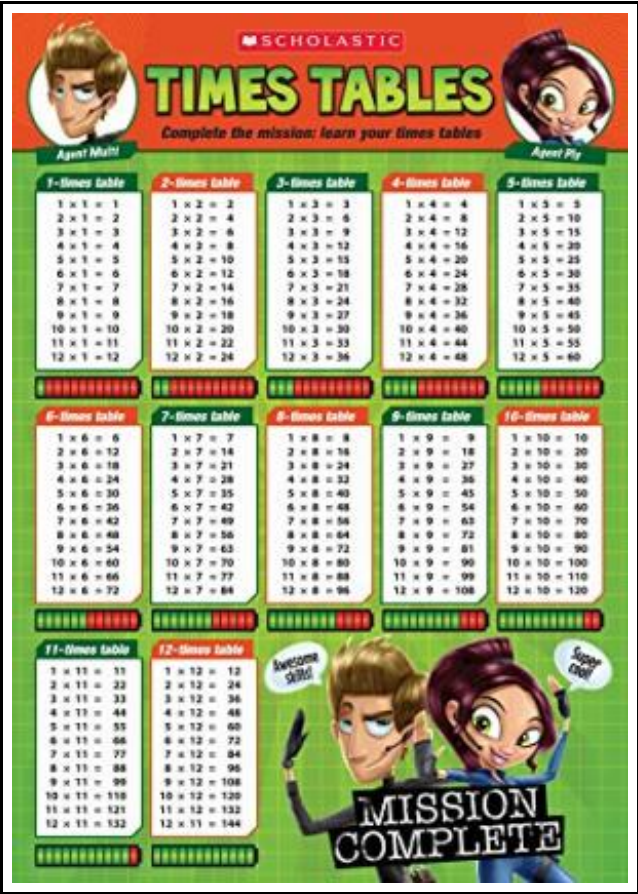 SCHOLASTIC
TIMES TABLES
Complete the mission: learn your times tables
Agent Multi
Agent Ply
1-times table
1 × 1 = 1
2 × 1 = 2
3 × 1 = 3
4 × 1 = 4
5 × 1 = 5
6 × 1 = 6
7 × 1 = 7
8 × 1 = 8
9 × 1 = 9
10 × 1 = 10
11 × 1 = 11
12 × 1 = 12
2-times table
1 × 2 = 2
2 × 2 = 4
3 × 2 = 6
4 × 2 = 8
5 × 2 = 10
6 × 2 = 12
7 × 2 = 14
8 × 2 = 16
9 × 2 = 18
10 × 2 = 20
11 × 2 = 22
12 × 2 = 24
3-times table
1 × 3 = 3
2 × 3 = 6
3 × 3 = 9
4 × 3 = 12
5 × 3 = 15
6 × 3 = 18
7 × 3 = 21
8 × 3 = 24
9 × 3 = 27
10 × 3 = 30
11 × 3 = 33
12 × 3 = 36
4-times table
1 × 4 = 4
2 × 4 = 8
3 × 4 = 12
4 × 4 = 16
5 × 4 = 20
6 × 4 = 24
7 × 4 = 28
8 × 4 = 32
9 × 4 = 36
10 × 4 = 40
11 × 4 = 44
12 × 4 = 48
5-times table
1 × 5 = 5
2 × 5 = 10
3 × 5 = 15
4 × 5 = 20
5 × 5 = 25
6 × 5 = 30
7 × 5 = 35
8 × 5 = 40
9 × 5 = 45
10 × 5 = 50
11 × 5 = 55
12 × 5 = 60
6-times table
1 × 6 = 6
2 × 6 = 12
3 × 6 = 18
4 × 6 = 24
5 × 6 = 30
6 × 6 = 36
7 × 6 = 42
8 × 6 = 48
9 × 6 = 54
10 × 6 = 60
11 × 6 = 66
12 × 6 = 72
7-times table
1 × 7 = 7
2 × 7 = 14
3 × 7 = 21
4 × 7 = 28
5 × 7 = 35
6 × 7 = 42
7 × 7 = 49
8 × 7 = 56
9 × 7 = 63
10 × 7 = 70
11 × 7 = 77
12 × 7 = 84
8-times table
1 × 8 = 8
2 × 8 = 16
3 × 8 = 24
4 × 8 = 32
5 × 8 = 40
6 × 8 = 48
7 × 8 = 56
8 × 8 = 64
9 × 8 = 72
10 × 8 = 80
11 × 8 = 88
12 × 8 = 96
9-times table
1 × 9 = 9
2 × 9 = 18
3 × 9 = 27
4 × 9 = 36
5 × 9 = 45
6 × 9 = 54
7 × 9 = 63
8 × 9 = 72
9 × 9 = 81
10 × 9 = 90
11 × 9 = 99
12 × 9 = 108
10-times table
1 × 10 = 10
2 × 10 = 20
3 × 10 = 30
4 × 10 = 40
5 × 10 = 50
6 × 10 = 60
7 × 10 = 70
8 × 10 = 80
9 × 10 = 90
10 × 10 = 100
11 × 10 = 110
12 × 10 = 120
11-times table
1 × 11 = 11
2 × 11 = 22
3 × 11 = 33
4 × 11 = 44
5 × 11 = 55
6 × 11 = 66
7 × 11 = 77
8 × 11 = 88
9 × 11 = 99
10 × 11 = 110
11 × 11 = 121
12 × 11 = 132
12-times table
1 × 12 = 12
2 × 12 = 24
3 × 12 = 36
4 × 12 = 48
5 × 12 = 60
6 × 12 = 72
7 × 12 = 84
8 × 12 = 96
9 × 12 = 108
10 × 12 = 120
11 × 12 = 132
12 × 12 = 144
Awesome
skills!
Super
cool!
MISSION
COMPLETE